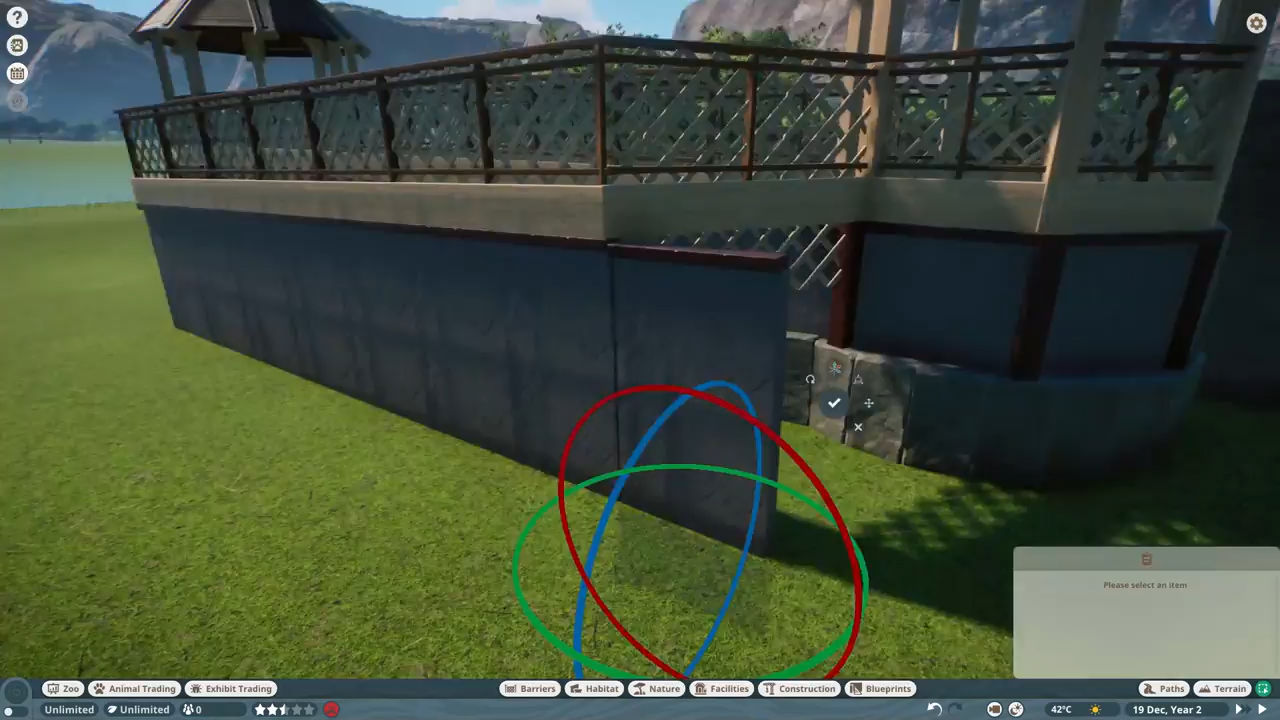 Please select an item
Zoo
Animal Trading
Exhibit Trading
Barriers
Habitat
Nature
Facilities
Construction
Blueprints
Paths
Terrain
Unlimited
Unlimited
0
42°C
19 Dec, Year 2